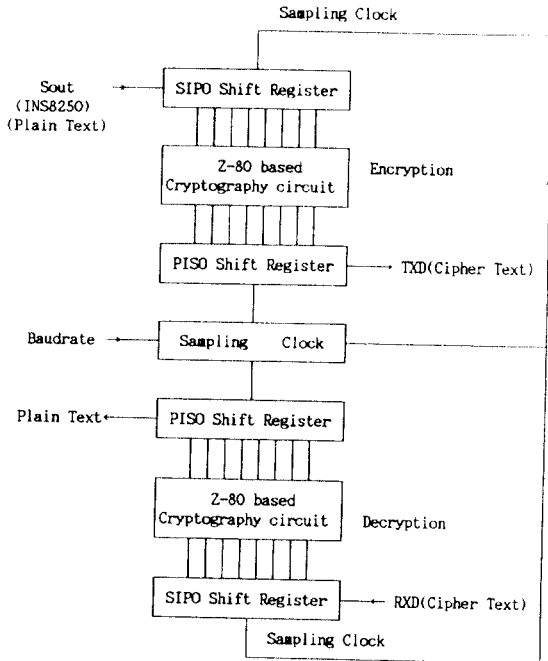 Sampling Clock
Sout
(INS8250)
(Plain Text)
SIPO Shift Register
Z-80 based
Cryptography circuit
Encryption
PISO Shift Register
TXD(Cipher Text)
Baudrate
Sampling Clock
Plain Text
PISO Shift Register
Z-80 based
Cryptography circuit
Decryption
SIPO Shift Register
RXD(Cipher Text)
Sampling Clock